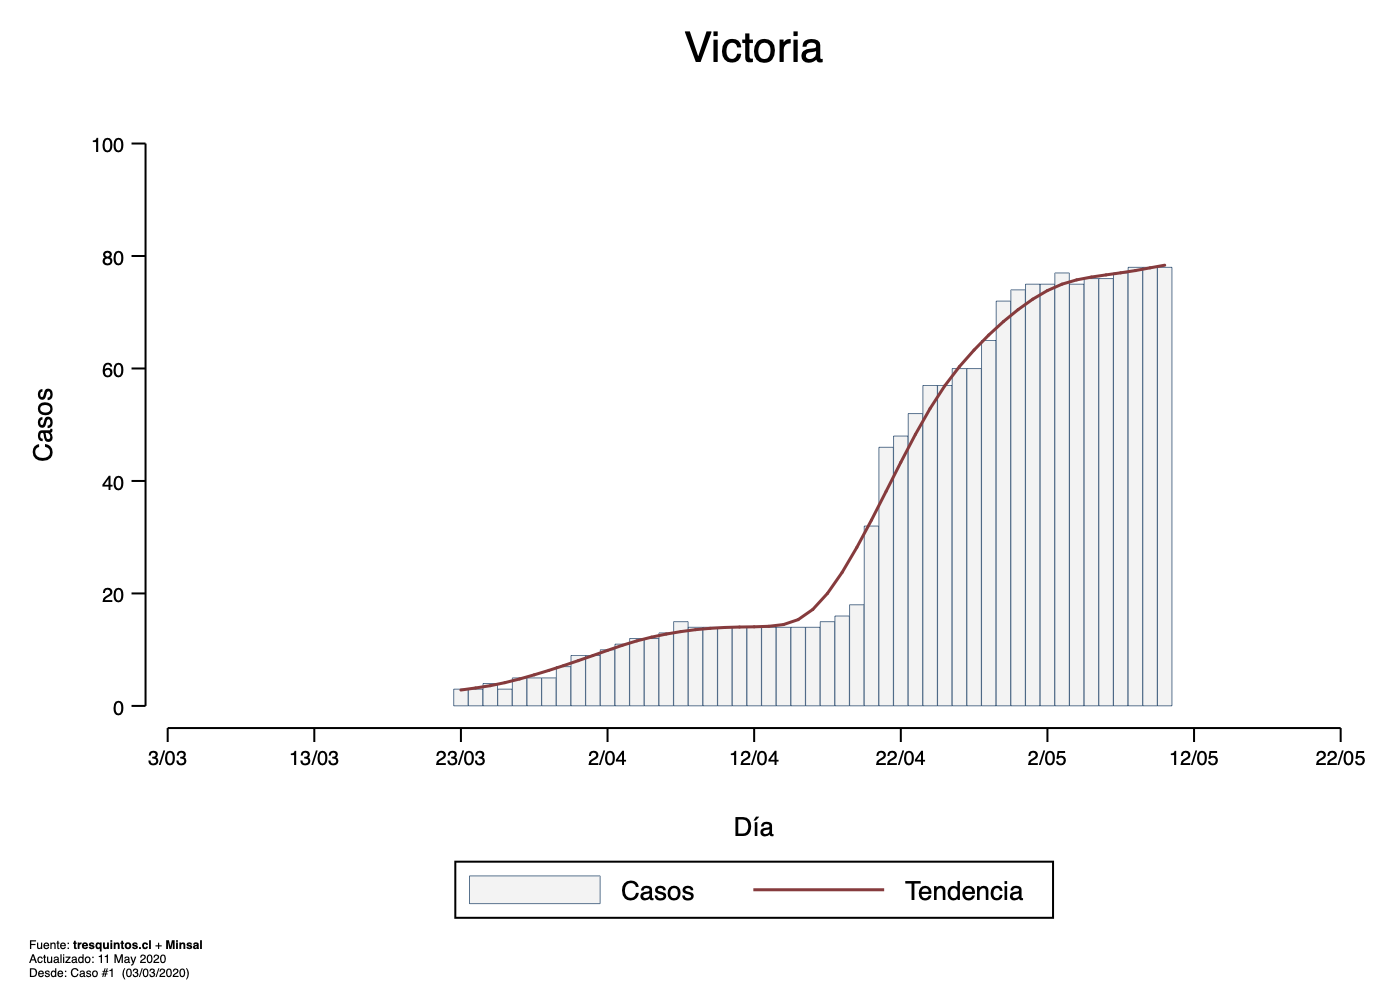 Victoria
100
80
60
40
20
0
Casos
3/03 13/03 23/03 2/04 12/04 22/04 2/05 12/05 22/05
Día
Casos Tendencia
Fuente: tresquintos.cl + Minsal
Actualizado: 11 May 2020
Desde: Caso #1 (03/03/2020)